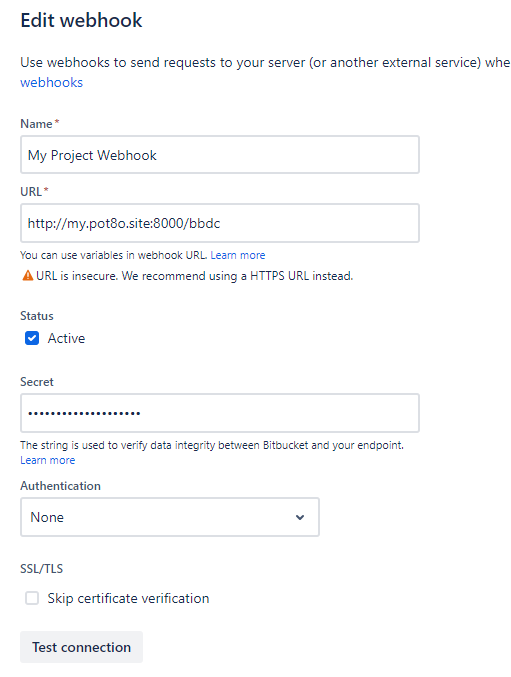 Edit webhook
Use webhooks to send requests to your server (or another external service) whe
webhooks
Name*
My Project Webhook
URL*
http://my.pot8o.site:8000/bbdc
You can use variables in webhook URL. Learn more
URL is insecure. We recommend using a HTTPS URL instead.
Status
Active
Secret
••••••••••••••••••••
The string is used to verify data integrity between Bitbucket and your endpoint.
Learn more
Authentication
None
SSL/TLS
Skip certificate verification
Test connection